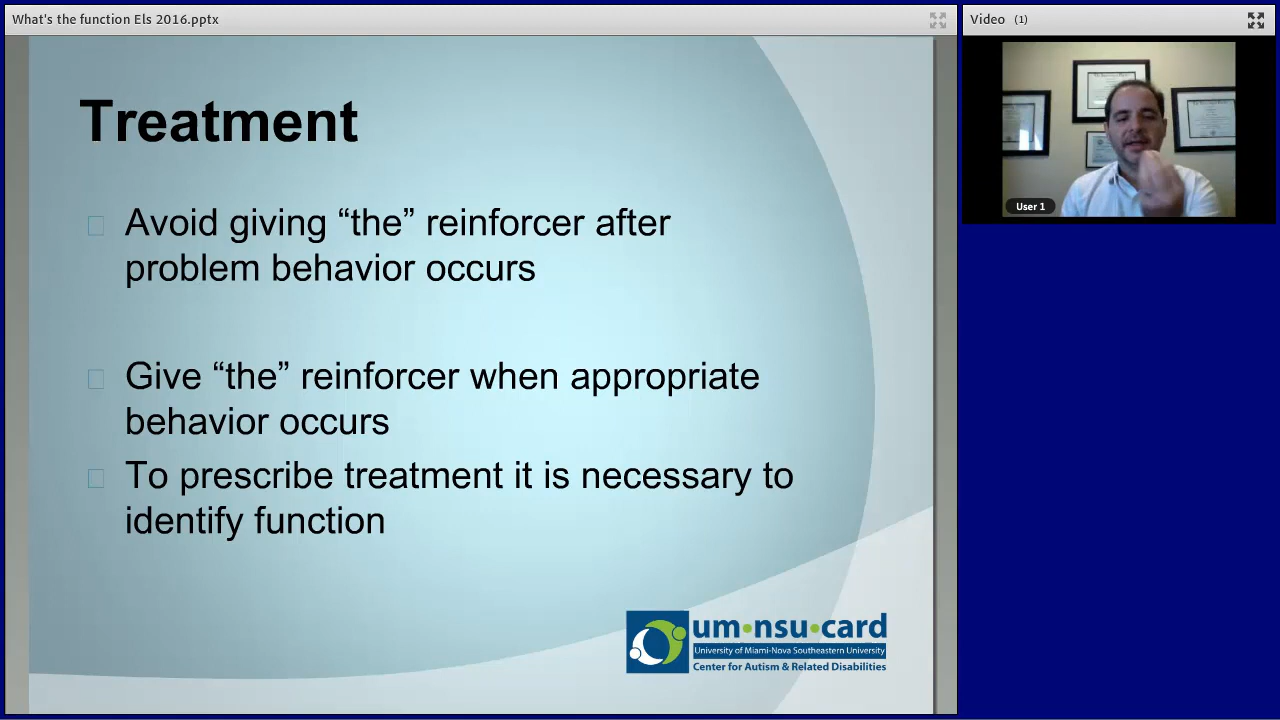 What's the function Els 2016.pptx
Video (1)
Treatment
Avoid giving “the” reinforcer after
problem behavior occurs
Give “the” reinforcer when appropriate
behavior occurs
To prescribe treatment it is necessary to
identify function
um•nsu•card
University of Miami-Nova Southeastern University
Center for Autism & Related Disabilities
User 1